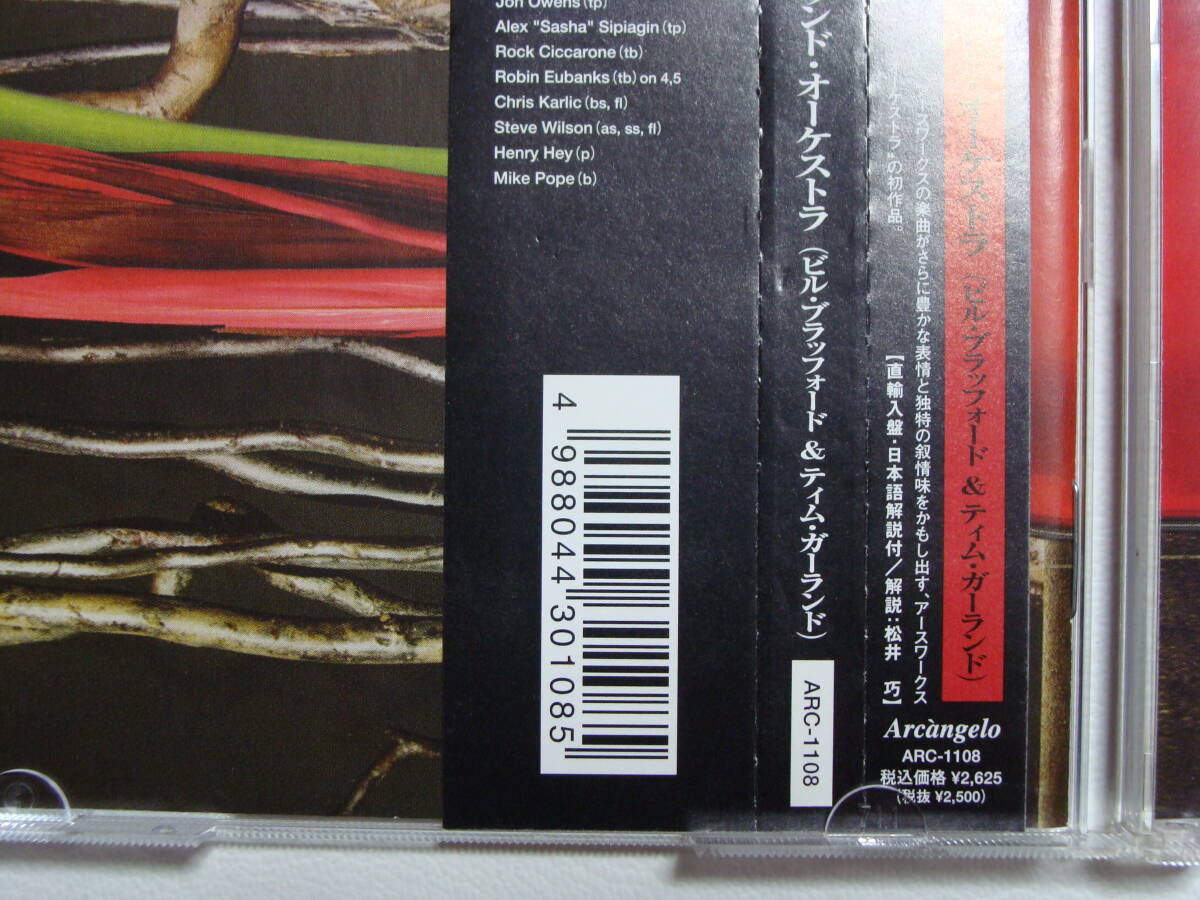 Jon Owens (tp)
Alex "Sasha" Sipiagin (tp)
Rock Ciccarone (tb)
Robin Eubanks (tb) on 4,5
Chris Karlic (bs, fl)
Steve Wilson (as, ss, fl)
Henry Hey (p)
Mike Pope (b)
4 988044 301085
ンド・オーケストラ (ビル・ブラッフォード & ティム・ガーランド)
ARC-1108
オーケストラ (ビル・ブラッフォード & ティム・ガーランド)
ースワークスの楽曲がさらに豊かな表情と独特の叙情味をかもし出す、アースワークス
ーケストラ"の初作品。
【直輸入盤・日本語解説付/解説:松井 巧】
Arcàngelo
ARC-1108
税込価格 ¥2,625
(税抜 ¥2,500)